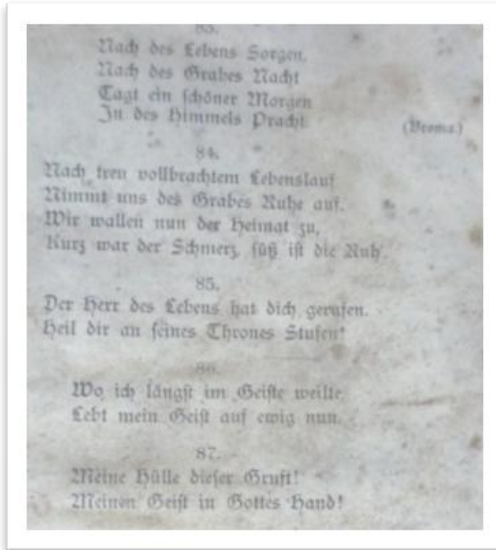 83.
Nach des Lebens Sorgen,
Nach des Grabes Nacht
Tagt ein schöner Morgen
In des Himmels Pracht.
84.
Nach treu vollbrachtem Lebenslauf
Nimmt uns des Grabes Ruhe auf.
Wir wallen nun der Heimat zu,
Kurz war der Schmerz, süß ist die Ruh.
85.
Der Herr des Lebens hat dich gerufen.
Heil dir an seines Thrones Stufen!
86.
Wo ich längst im Geiste weilte,
Lebt mein Geist auf ewig nun.
87.
Meine Hülle dieser Gruft!
Meinen Geist in Gottes Hand!